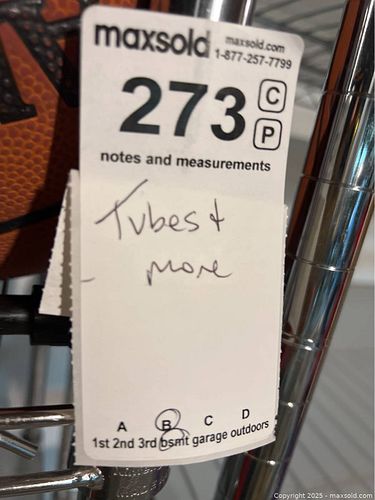 maxsold maxsold.com
1-877-257-7799
273 C
P
notes and measurements
Tubes +
more
A B C D
1st 2nd 3rd bsmt garage outdoors
Copyright 2025 - maxsold.com